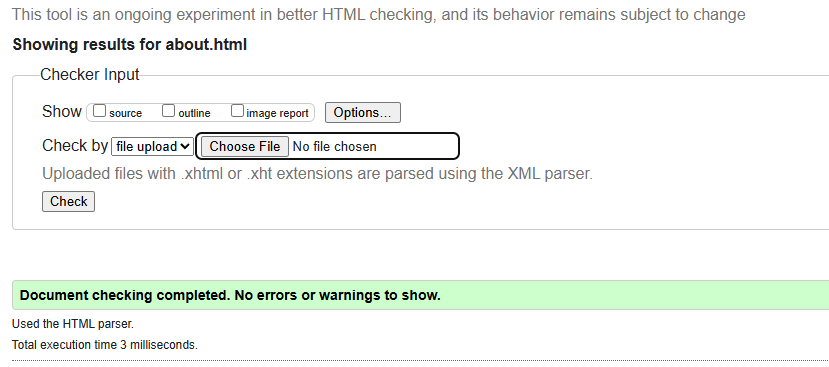 This tool is an ongoing experiment in better HTML checking, and its behavior remains subject to change
Showing results for about.html
Checker Input
Show source outline image report Options...
Check by file upload Choose File No file chosen
Uploaded files with .xhtml or .xht extensions are parsed using the XML parser.
Check
Document checking completed. No errors or warnings to show.
Used the HTML parser.
Total execution time 3 milliseconds.